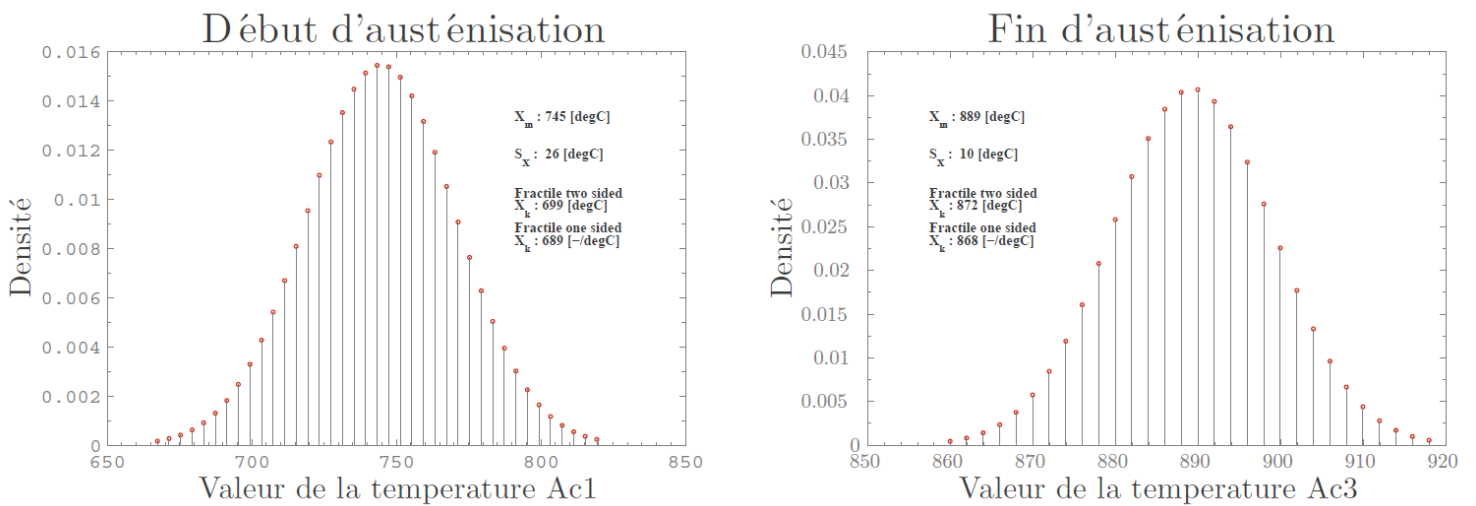 Début d'austénisation
0.016
0.014
0.012
0.01
0.008
0.006
0.004
0.002
0
Densité
X_m : 745 [degC]
S_X : 26 [degC]
Fractile two sided
X_k : 699 [degC]
Fractile one sided
X_k : 689 [−/degC]
650 700 750 800 850
Valeur de la temperature Ac1
Fin d'austénisation
0.045
0.04
0.035
0.03
0.025
0.02
0.015
0.01
0.005
0
Densité
X_m : 889 [degC]
S_X : 10 [degC]
Fractile two sided
X_k : 872 [degC]
Fractile one sided
X_k : 868 [−/degC]
850 860 870 880 890 900 910 920
Valeur de la temperature Ac3